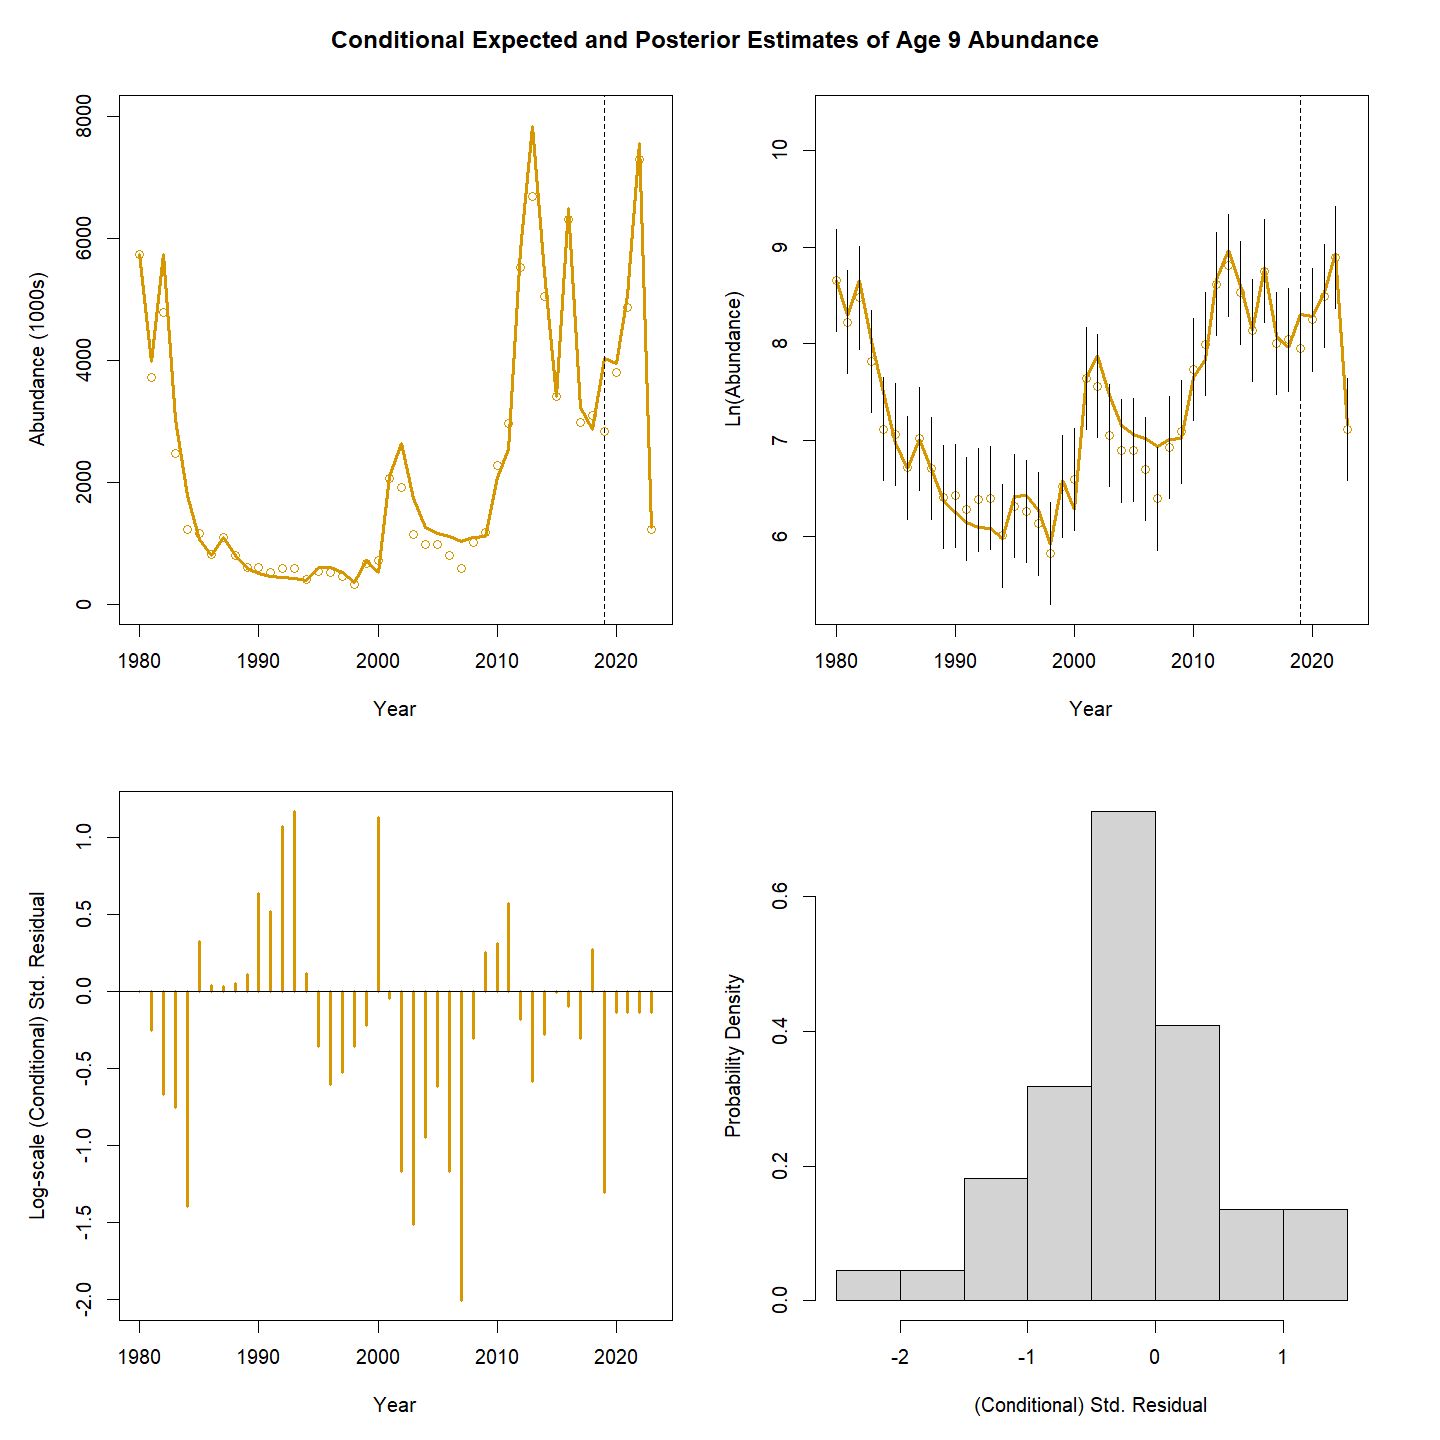 Conditional Expected and Posterior Estimates of Age 9 Abundance
Abundance (1000s)
8000
6000
4000
2000
0
1980 1990 2000 2010 2020
Year
Ln(Abundance)
10
9
8
7
6
1980 1990 2000 2010 2020
Year
Log-scale (Conditional) Std. Residual
1.0
0.5
0.0
-0.5
-1.0
-1.5
-2.0
1980 1990 2000 2010 2020
Year
Probability Density
0.6
0.4
0.2
0.0
-2 -1 0 1
(Conditional) Std. Residual